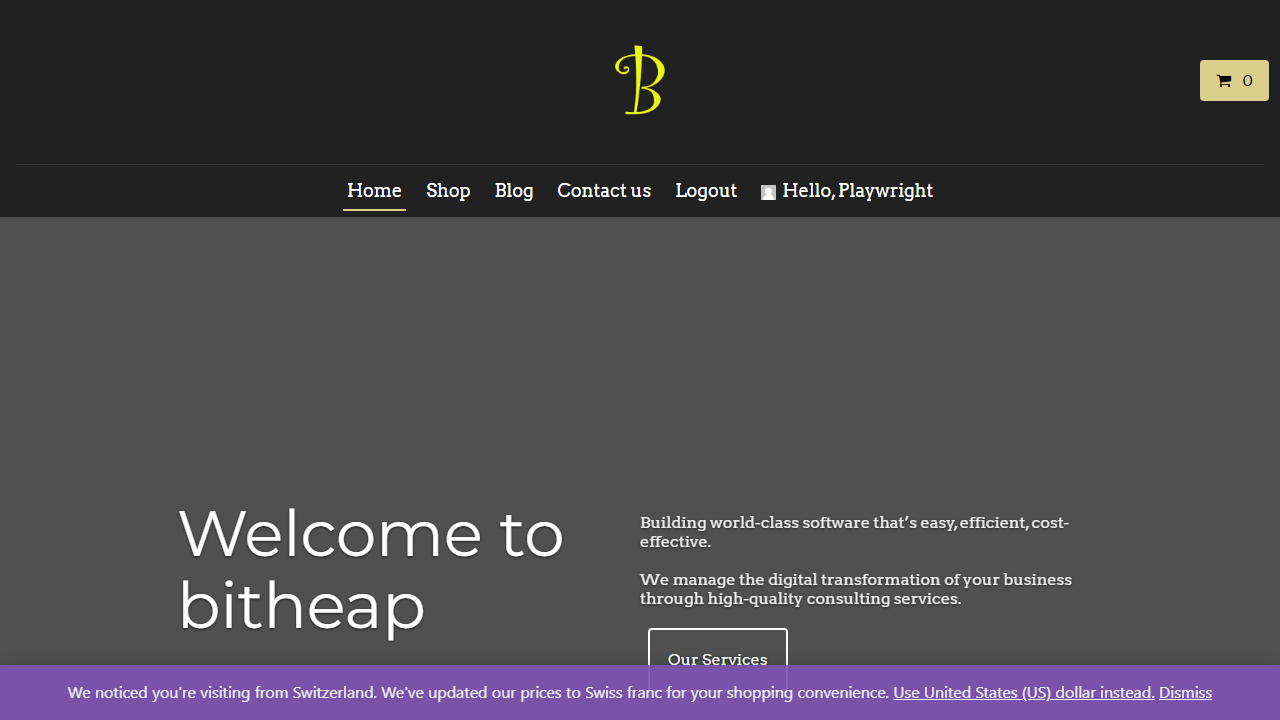 B
0
Home Shop Blog Contact us Logout Hello, Playwright
Welcome to
bitheap
Building world-class software that’s easy, efficient, cost-
effective.
We manage the digital transformation of your business
through high-quality consulting services.
Our Services
We noticed you're visiting from Switzerland. We've updated our prices to Swiss franc for your shopping convenience. Use United States (US) dollar instead. Dismiss